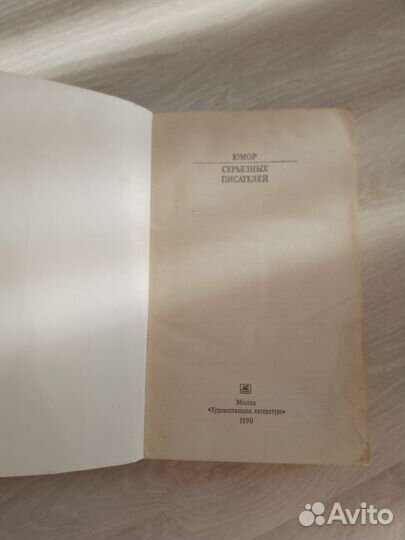 ЮМОР
СЕРЬЕЗНЫХ
ПИСАТЕЛЕЙ
Москва
«Художественная литература»
1990
Avito